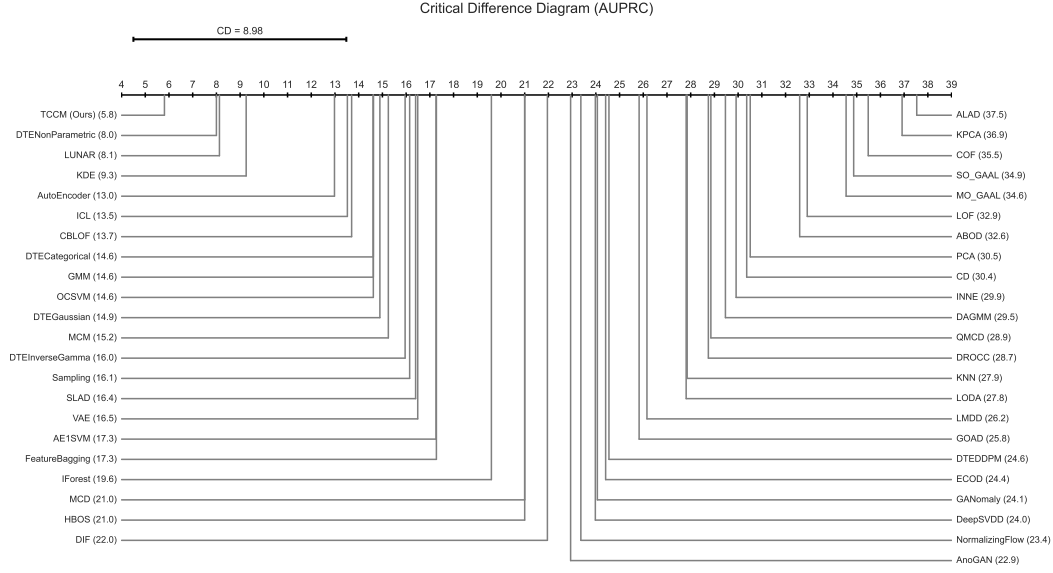 Critical Difference Diagram (AUPRC)
CD = 8.98
4 5 6 7 8 9 10 11 12 13 14 15 16 17 18 19 20 21 22 23 24 25 26 27 28 29 30 31 32 33 34 35 36 37 38 39
TCCM (Ours) (5.8)
DTENonParametric (8.0)
LUNAR (8.1)
KDE (9.3)
AutoEncoder (13.0)
ICL (13.5)
CBLOF (13.7)
DTECategorical (14.6)
GMM (14.6)
OCSVM (14.6)
DTEGaussian (14.9)
MCM (15.2)
DTEInverseGamma (16.0)
Sampling (16.1)
SLAD (16.4)
VAE (16.5)
AE1SVM (17.3)
FeatureBagging (17.3)
IForest (19.6)
MCD (21.0)
HBOS (21.0)
DIF (22.0)
ALAD (37.5)
KPCA (36.9)
COF (35.5)
SO_GAAL (34.9)
MO_GAAL (34.6)
LOF (32.9)
ABOD (32.6)
PCA (30.5)
CD (30.4)
INNE (29.9)
DAGMM (29.5)
QMCD (28.9)
DROCC (28.7)
KNN (27.9)
LODA (27.8)
LMDD (26.2)
GOAD (25.8)
DTEDDPM (24.6)
ECOD (24.4)
GANomaly (24.1)
DeepSVDD (24.0)
NormalizingFlow (23.4)
AnoGAN (22.9)